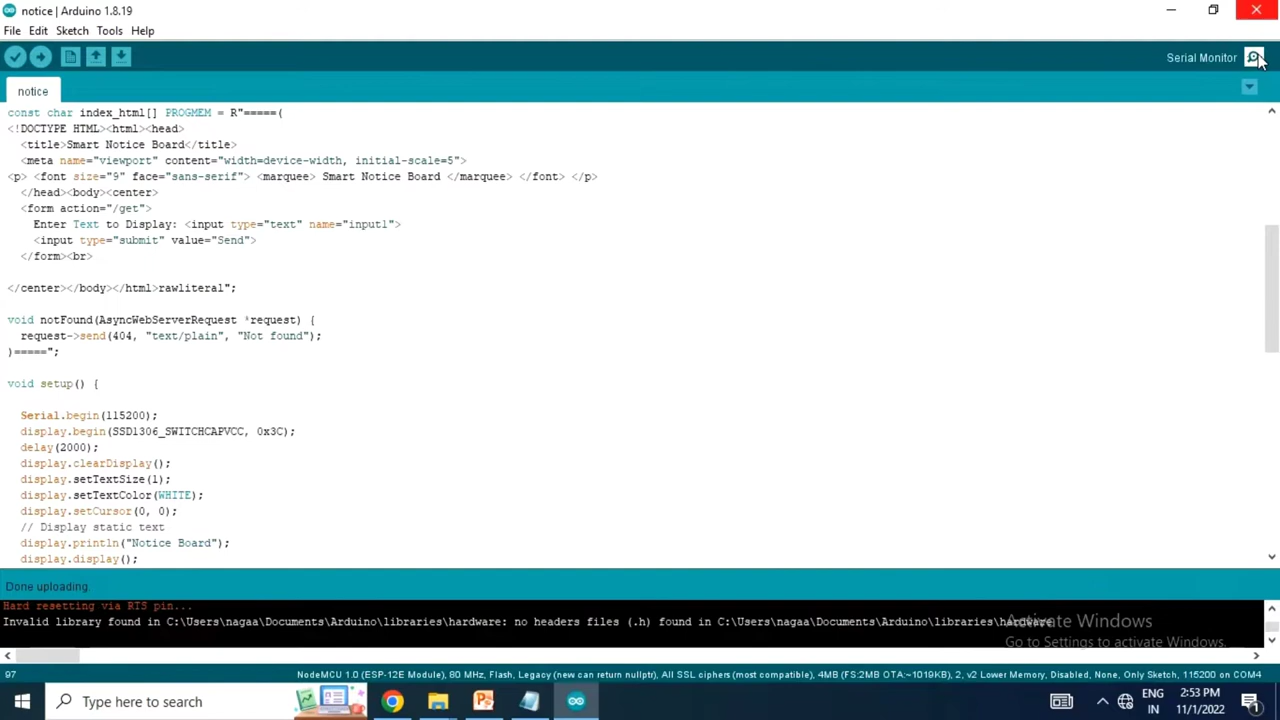 notice | Arduino 1.8.19
File Edit Sketch Tools Help
Serial Monitor
notice
const char index_html[] PROGMEM = R"=====(
<!DOCTYPE HTML><html><head>
<title>Smart Notice Board</title>
<meta name="viewport" content="width=device-width, initial-scale=5">
<p> <font size="9" face="sans-serif"> <marquee> Smart Notice Board </marquee> </font> </p>
</head><body><center>
<form action="/get">
Enter Text to Display: <input type="text" name="input1">
<input type="submit" value="Send">
</form><br>
</center></body></html>rawliteral";
void notFound(AsyncWebServerRequest *request) {
request->send(404, "text/plain", "Not found");
)=====";
void setup() {
Serial.begin(115200);
display.begin(SSD1306_SWITCHCAPVCC, 0x3C);
delay(2000);
display.clearDisplay();
display.setTextSize(1);
display.setTextColor(WHITE);
display.setCursor(0, 0);
// Display static text
display.println("Notice Board");
display.display();
Done uploading.
Hard resetting via RTS pin...
Invalid library found in C:\Users\nagaa\Documents\Arduino\libraries\hardware: no headers files (.h) found in C:\Users\nagaa\Documents\Arduino\libraries\hardware
Activate Windows
Go to Settings to activate Windows.
97
NodeMCU 1.0 (ESP-12E Module), 80 MHz, Flash, Legacy (new can return nullptr), All SSL ciphers (most compatible), 4MB (FS:2MB OTA:~1019KB), 2, v2 Lower Memory, Disabled, None, Only Sketch, 115200 on COM4
Type here to search
ENG
IN
2:53 PM
11/1/2022
1